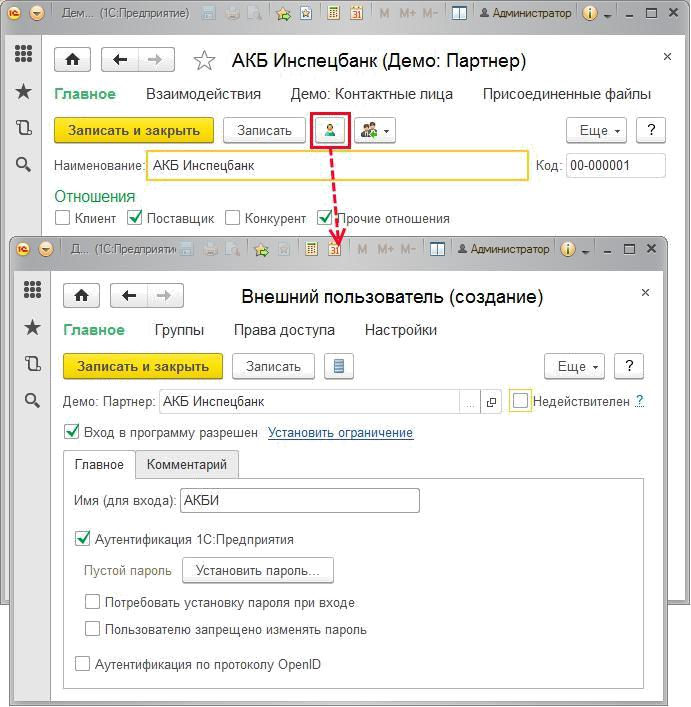 Дем... (1С:Предприятие) M M+ M- Администратор
АКБ Инспецбанк (Демо: Партнер)
Главное Взаимодействия Демо: Контактные лица Присоединенные файлы
Записать и закрыть Записать Еще ?
Наименование: АКБ Инспецбанк Код: 00-000001
Отношения
Клиент Поставщик Конкурент Прочие отношения
Д... (1С:Предприятие M M+ M- Администратор
Внешний пользователь (создание)
Главное Группы Права доступа Настройки
Записать и закрыть Записать Еще ?
Демо: Партнер: АКБ Инспецбанк ... Недействителен ?
Вход в программу разрешен Установить ограничение
Главное Комментарий
Имя (для входа): АКБИ
Аутентификация 1С:Предприятия
Пустой пароль Установить пароль...
Потребовать установку пароля при входе
Пользователю запрещено изменять пароль
Аутентификация по протоколу OpenID